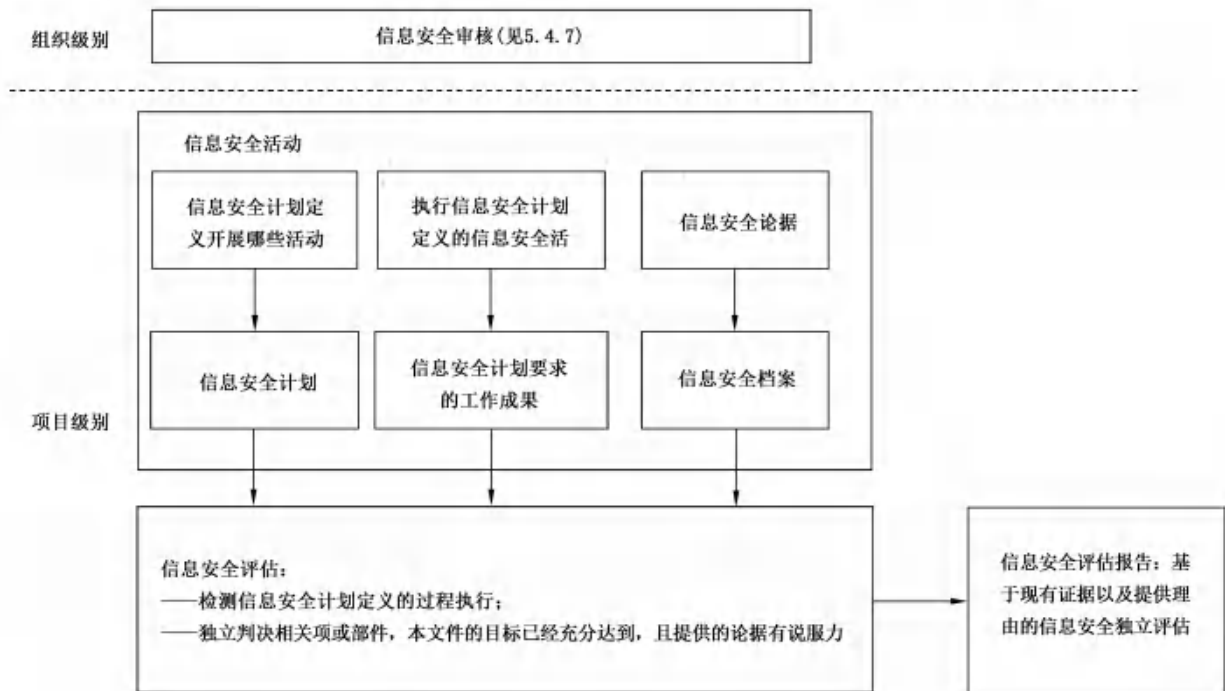 组织级别
信息安全审核(见5.4.7)
信息安全活动
信息安全计划定
义开展哪些活动
执行信息安全计划
定义的信息安全活
信息安全论据
信息安全计划
信息安全计划要求
的工作成果
信息安全档案
项目级别
信息安全评估:
——检测信息安全计划定义的过程执行;
——独立判决相关项或部件，本文件的目标已经充分达到，且提供的论据有说服力
信息安全评估报告：基
于现有证据以及提供理
由的信息安全独立评估